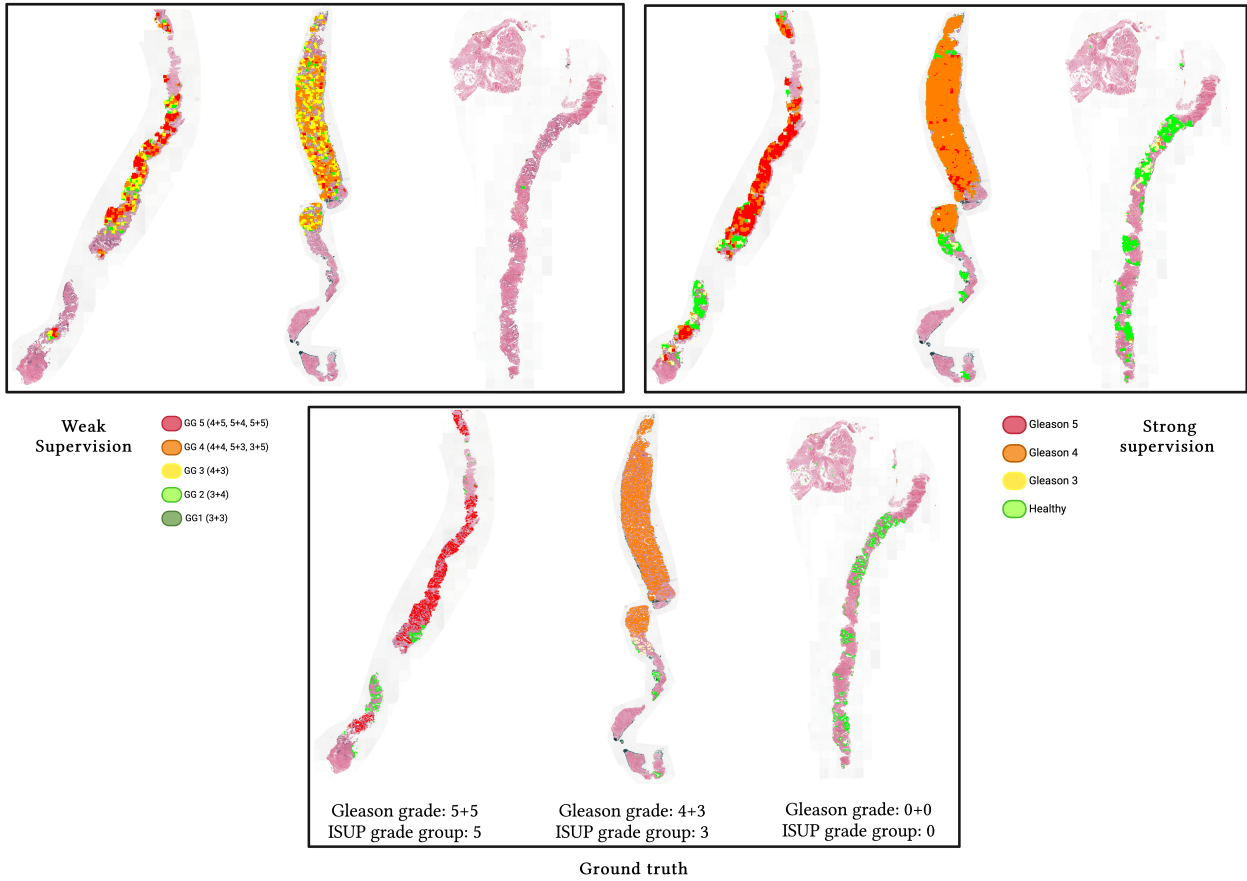 Weak
Supervision
GG 5 (4+5, 5+4, 5+5)
GG 4 (4+4, 5+3, 3+5)
GG 3 (4+3)
GG 2 (3+4)
GG1 (3+3)
Gleason 5
Gleason 4
Gleason 3
Healthy
Strong
supervision
Gleason grade: 5+5
ISUP grade group: 5
Gleason grade: 4+3
ISUP grade group: 3
Gleason grade: 0+0
ISUP grade group: 0
Ground truth